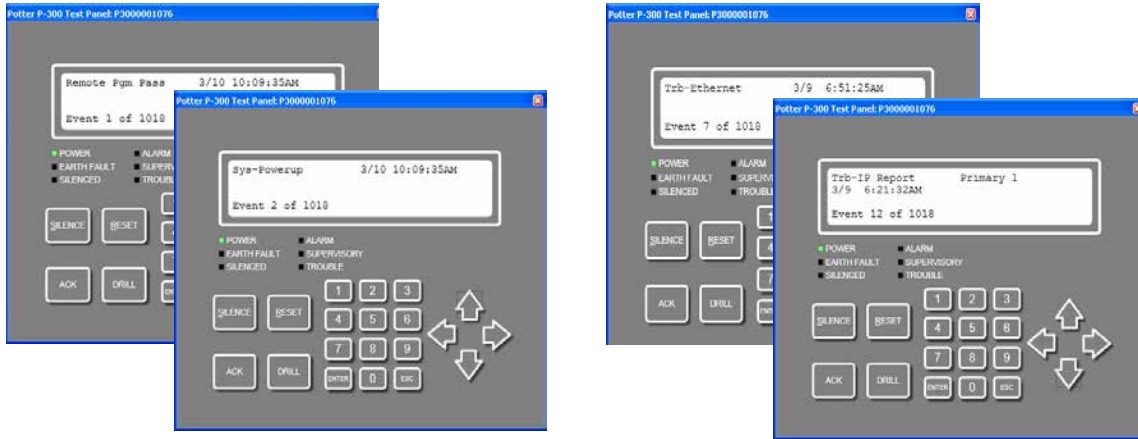 Potter P-300 Test Panel: P3000001076
Remote Pgm Pass 3/10 10:09:35AM
Event 1 of 1018
POWER ALARM
EARTH FAULT
SILENCED
SILENCE RESET
ACK DRILL
Potter P-300 Test Panel: P3000001076
Sys-Powerup 3/10 10:09:35AM
Event 2 of 1018
POWER ALARM
EARTH FAULT SUPERVISORY
SILENCED TROUBLE
SILENCE RESET
1 2 3
4 5 6
7 8 9
ACK DRILL
ENTER 0 ESC
Potter P-300 Test Panel: P3000001076
Trb-Ethernet 3/9 6:51:25AM
Event 7 of 1018
POWER ALARM
EARTH FAULT
SILENCED
1
SILENCE RESET
4
7
ACK DRILL
Potter P-300 Test Panel: P3000001076
Trb-IP Report Primary 1
3/9 6:21:32AM
Event 12 of 1018
POWER ALARM
EARTH FAULT SUPERVISORY
SILENCED TROUBLE
SILENCE RESET
1 2 3
4 5 6
7 8 9
ACK DRILL
ENTER 0 ESC